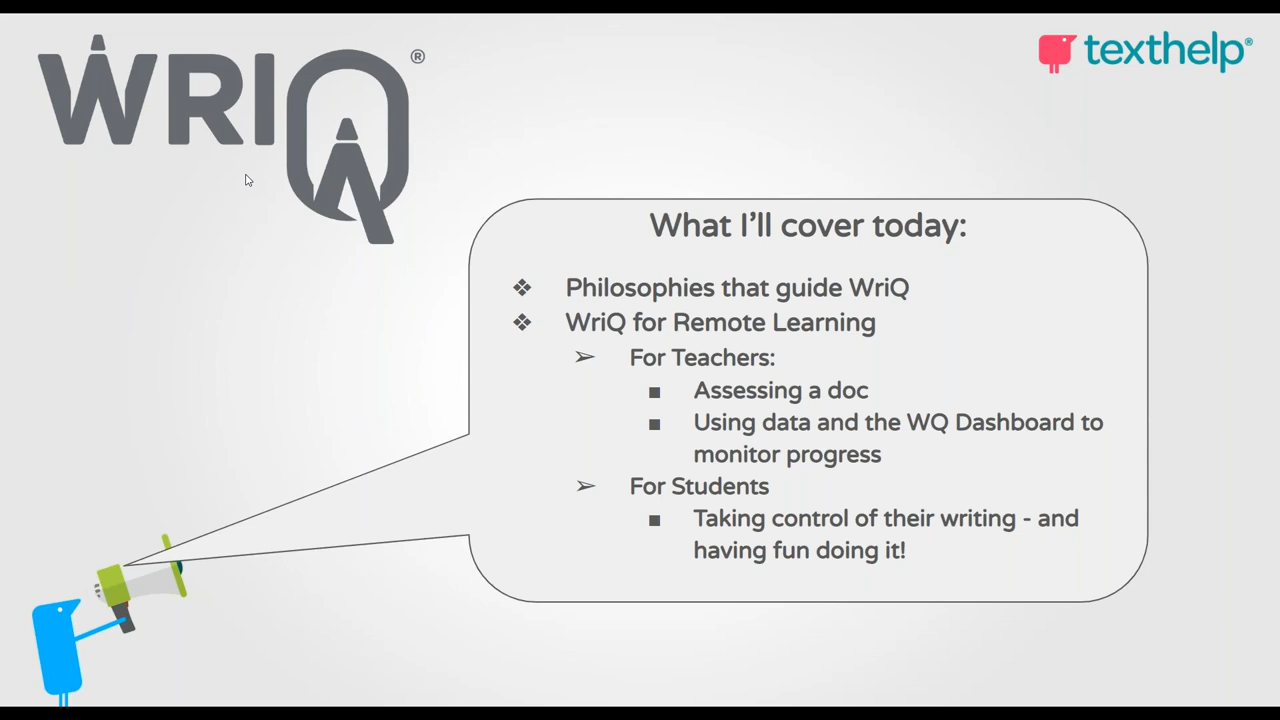 WRIQ®
texthelp®
What I'll cover today:
❖ Philosophies that guide WriQ
❖ WriQ for Remote Learning
➢ For Teachers:
■ Assessing a doc
■ Using data and the WQ Dashboard to
monitor progress
➢ For Students
■ Taking control of their writing - and
having fun doing it!